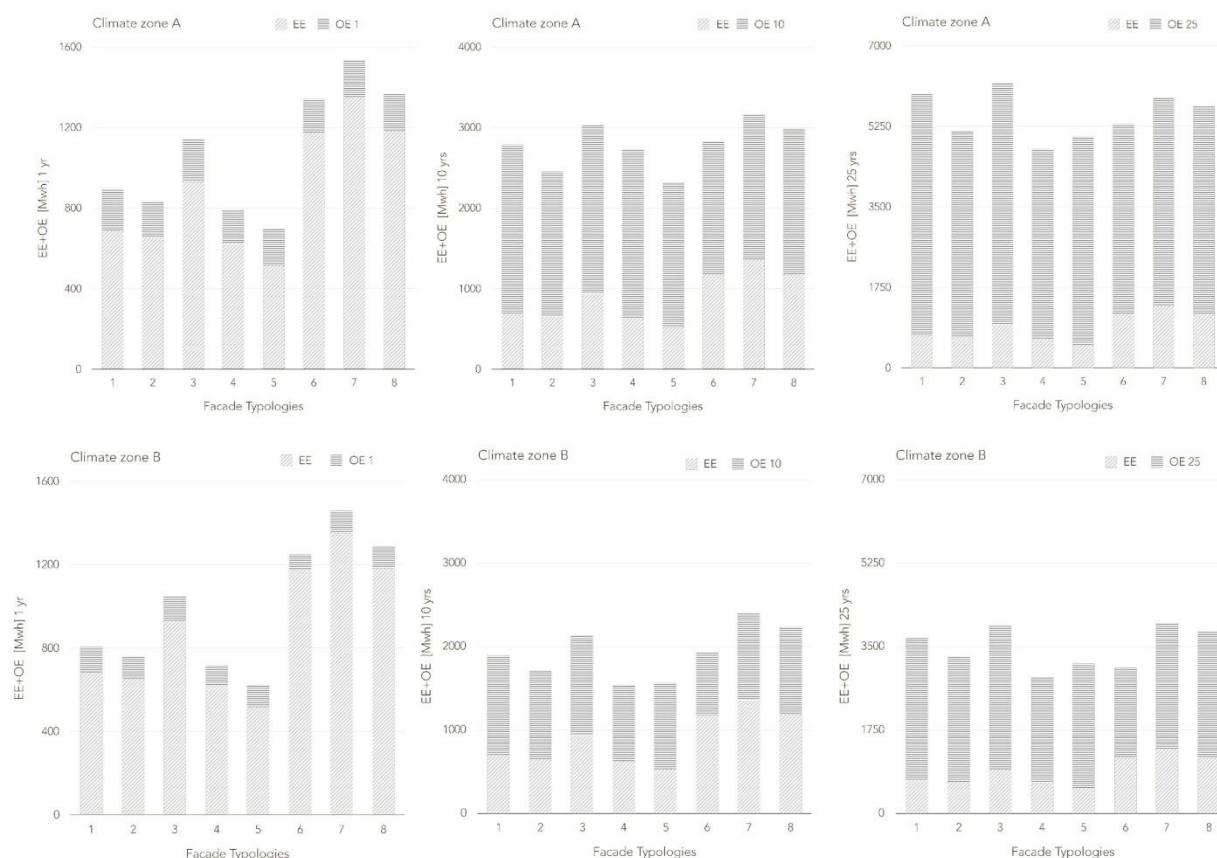 Climate zone A
EE OE 1
1600
1200
800
400
0
EE+OE [Mwh] 1 yr
1 2 3 4 5 6 7 8
Facade Typologies
Climate zone A
EE OE 10
4000
3000
2000
1000
0
EE+OE [Mwh] 10 yrs
1 2 3 4 5 6 7 8
Facade Typologies
Climate zone A
EE OE 25
7000
5250
3500
1750
0
EE+OE [Mwh] 25 yrs
1 2 3 4 5 6 7 8
Facade Typologies
Climate zone B
EE OE 1
1600
1200
800
400
0
EE+OE [Mwh] 1 yr
1 2 3 4 5 6 7 8
Facade Typologies
Climate zone B
EE OE 10
4000
3000
2000
1000
0
EE+OE [Mwh] 10 yrs
1 2 3 4 5 6 7 8
Facade Typologies
Climate zone B
EE OE 25
7000
5250
3500
1750
0
EE+OE [Mwh] 25 yrs
1 2 3 4 5 6 7 8
Facade Typologies